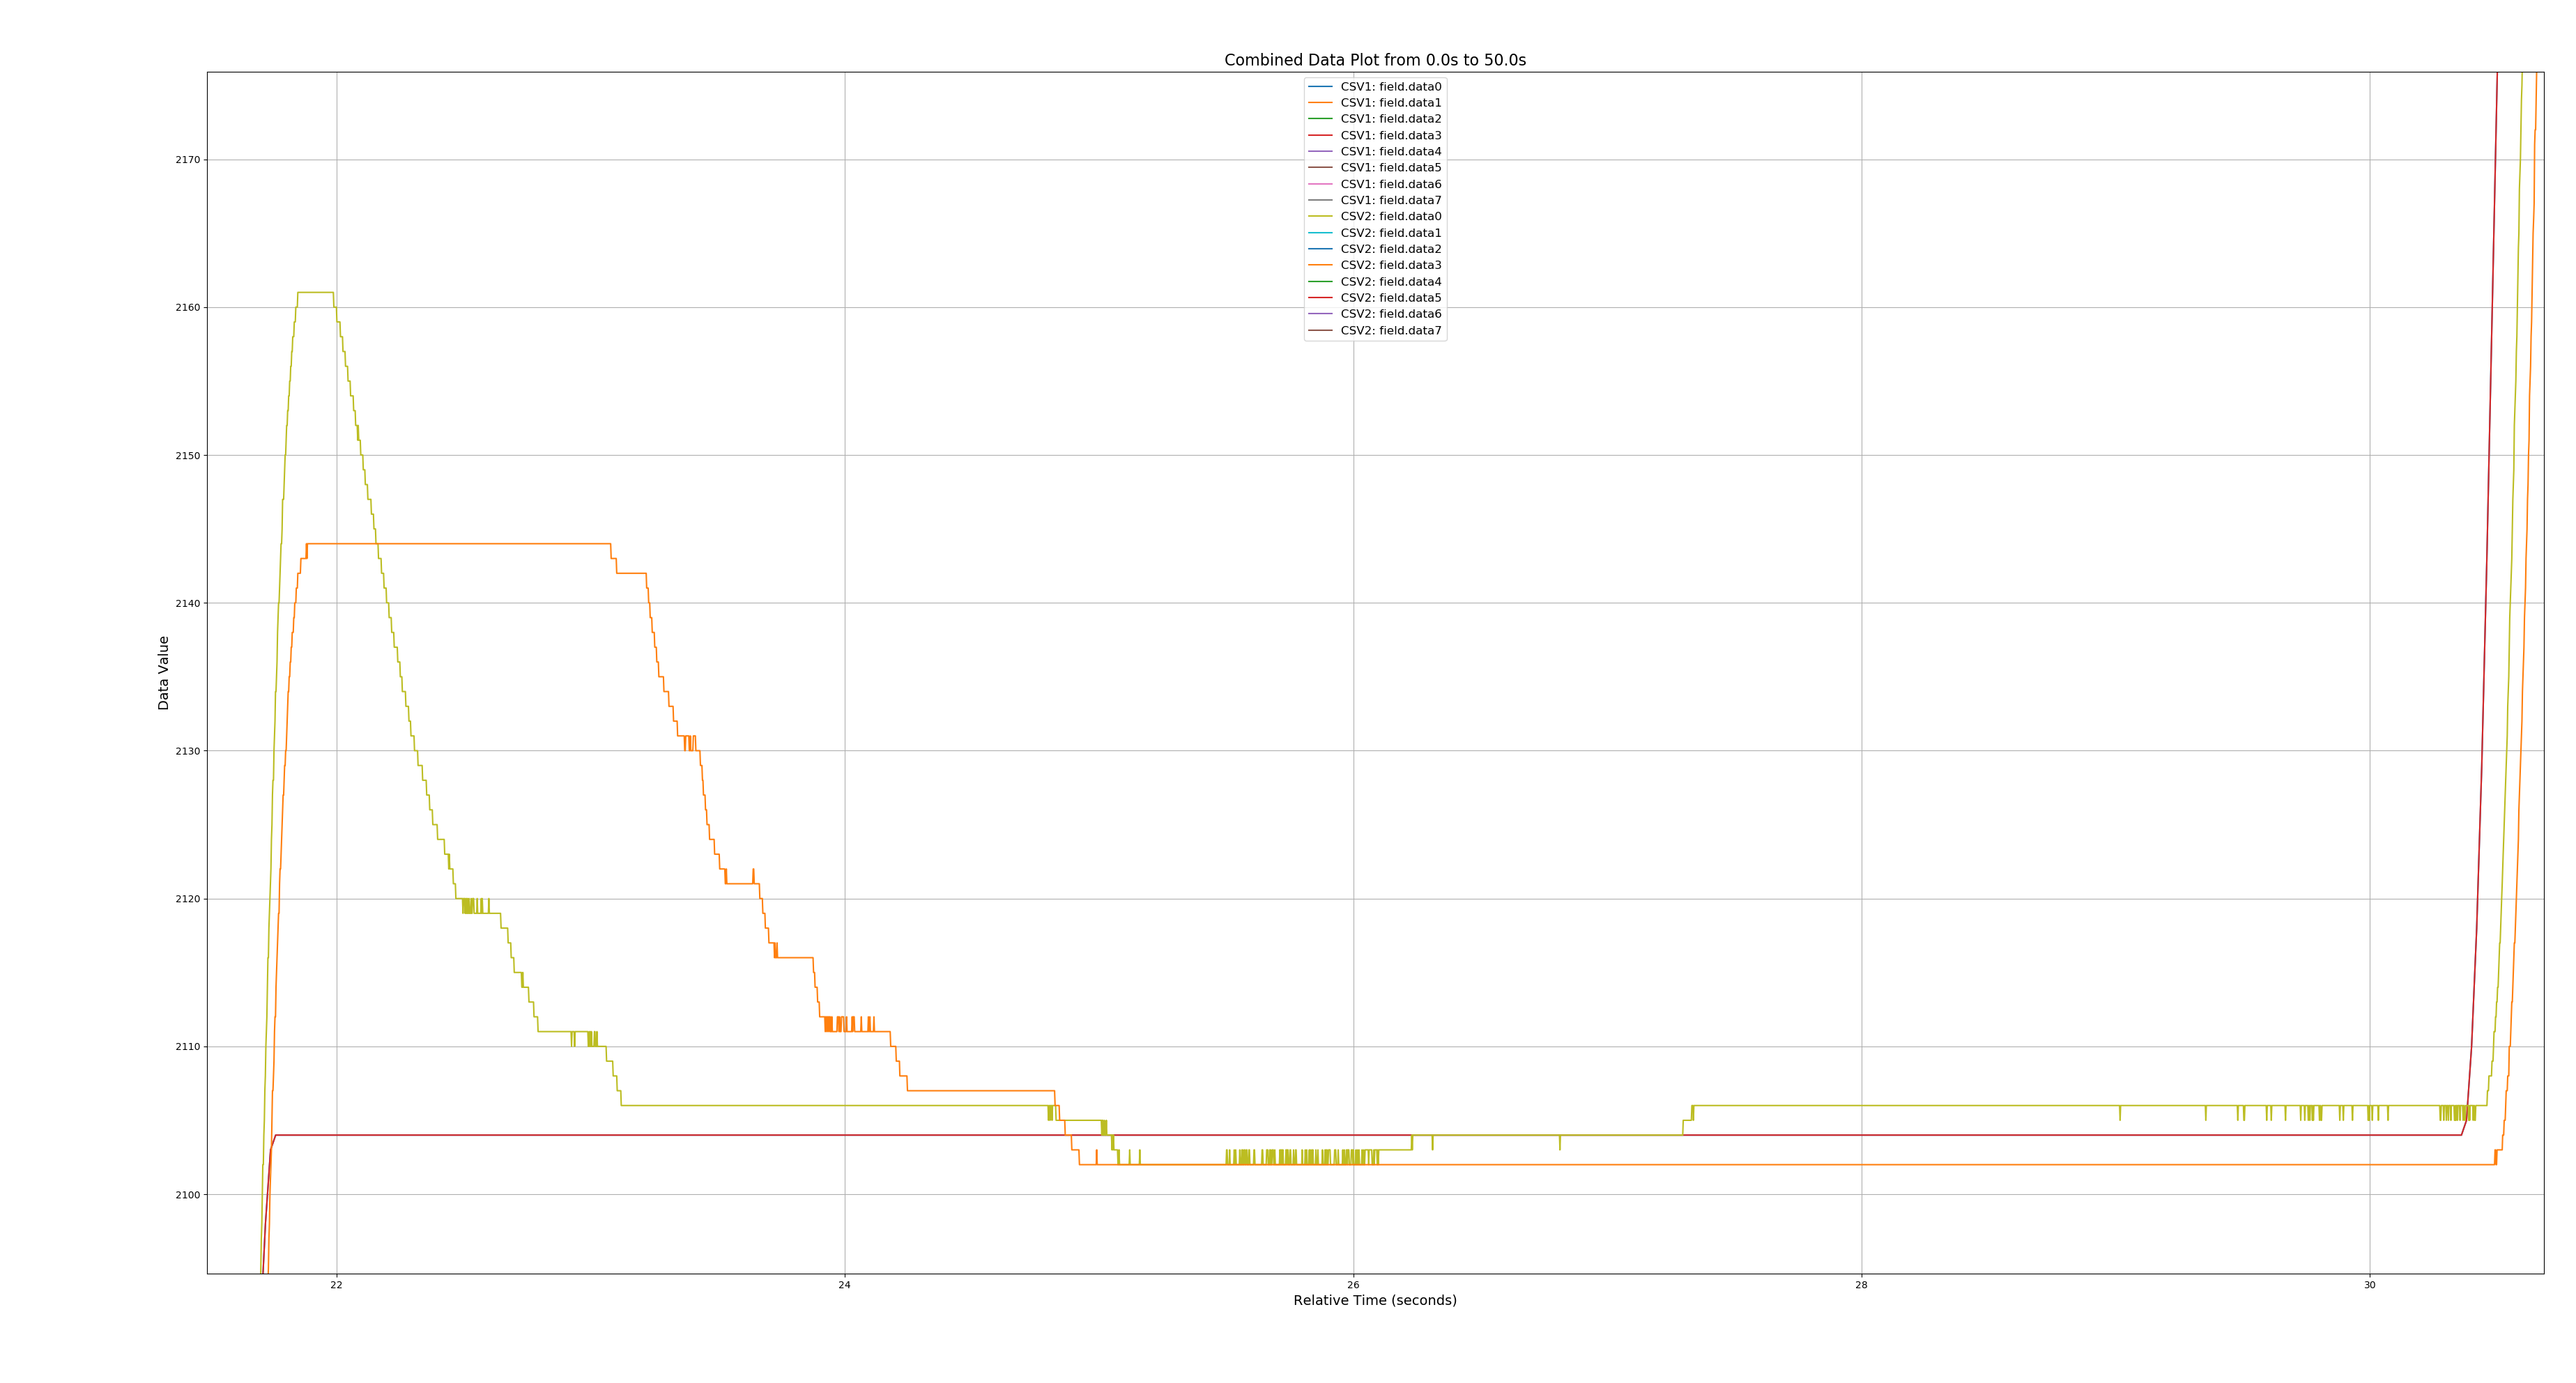 Combined Data Plot from 0.0s to 50.0s
CSV1: field.data0
CSV1: field.data1
CSV1: field.data2
CSV1: field.data3
CSV1: field.data4
CSV1: field.data5
CSV1: field.data6
CSV1: field.data7
CSV2: field.data0
CSV2: field.data1
CSV2: field.data2
CSV2: field.data3
CSV2: field.data4
CSV2: field.data5
CSV2: field.data6
CSV2: field.data7
Data Value
2170
2160
2150
2140
2130
2120
2110
2100
22 24 26 28 30
Relative Time (seconds)